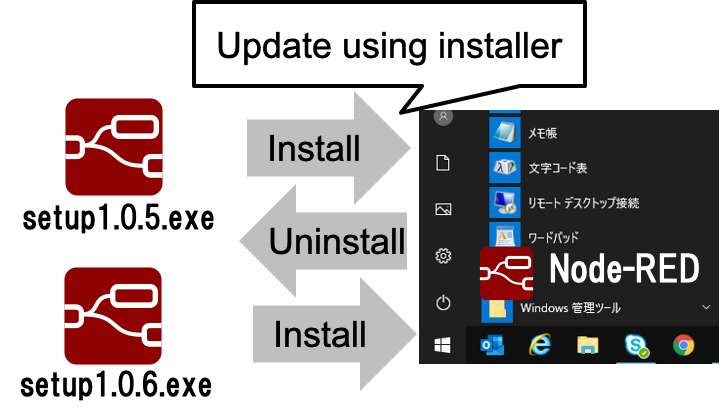 Update using installer
Install
setup1.0.5.exe
Uninstall
Install
setup1.0.6.exe
メモ帳
文字コード表
リモート デスクトップ接続
ワードパッド
Node-RED
Windows 管理ツール